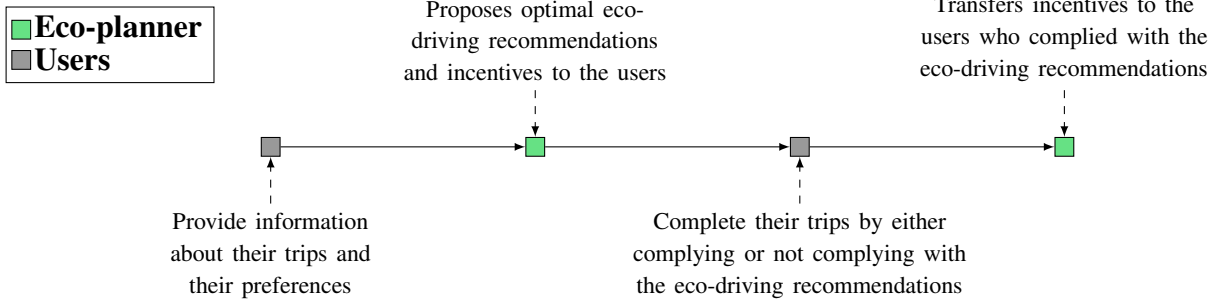 Eco-planner
Users
Proposes optimal eco-
driving recommendations
and incentives to the users
Transfers incentives to the
users who complied with the
eco-driving recommendations
Provide information
about their trips and
their preferences
Complete their trips by either
complying or not complying with
the eco-driving recommendations